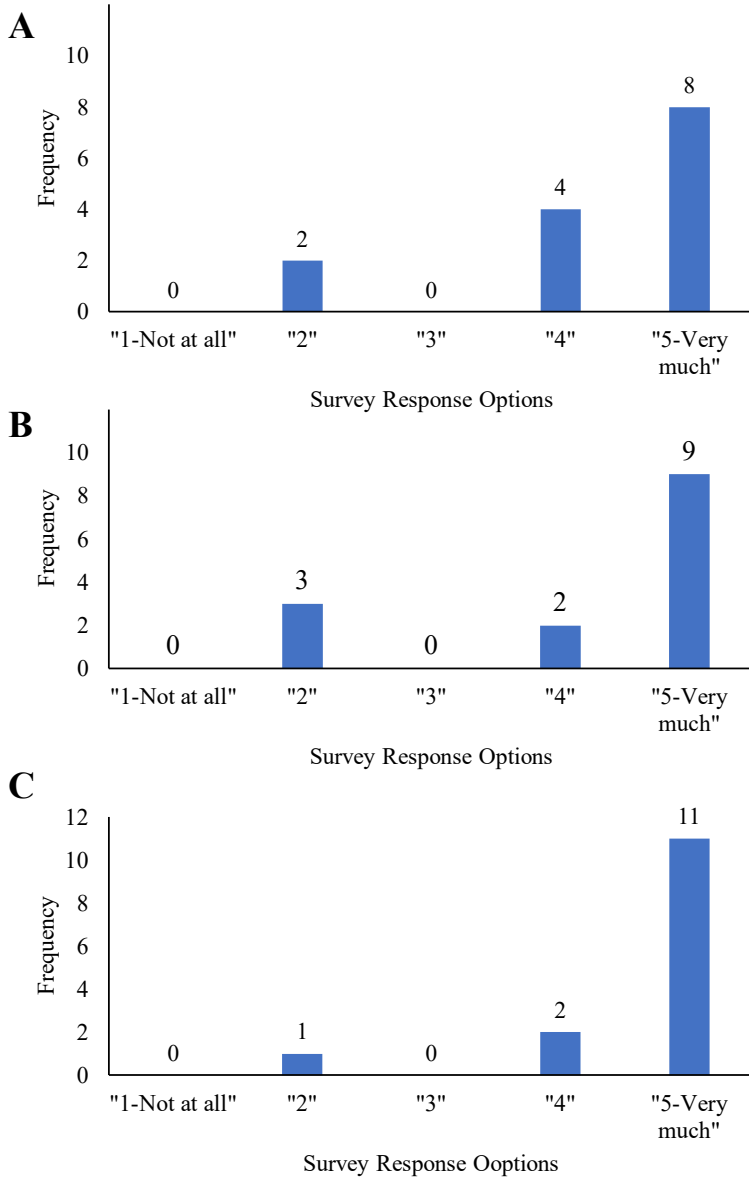 A
10
8
8
6
4
4
2
2
0
0
0
Frequency
"1-Not at all"
"2"
"3"
"4"
"5-Very
much"
Survey Response Options
B
10
9
8
6
4
3
2
2
0
0
0
Frequency
"1-Not at all"
"2"
"3"
"4"
"5-Very
much"
Survey Response Options
C
12
11
10
8
6
4
2
2
1
0
0
0
Frequency
"1-Not at all"
"2"
"3"
"4"
"5-Very
much"
Survey Response Ooptions